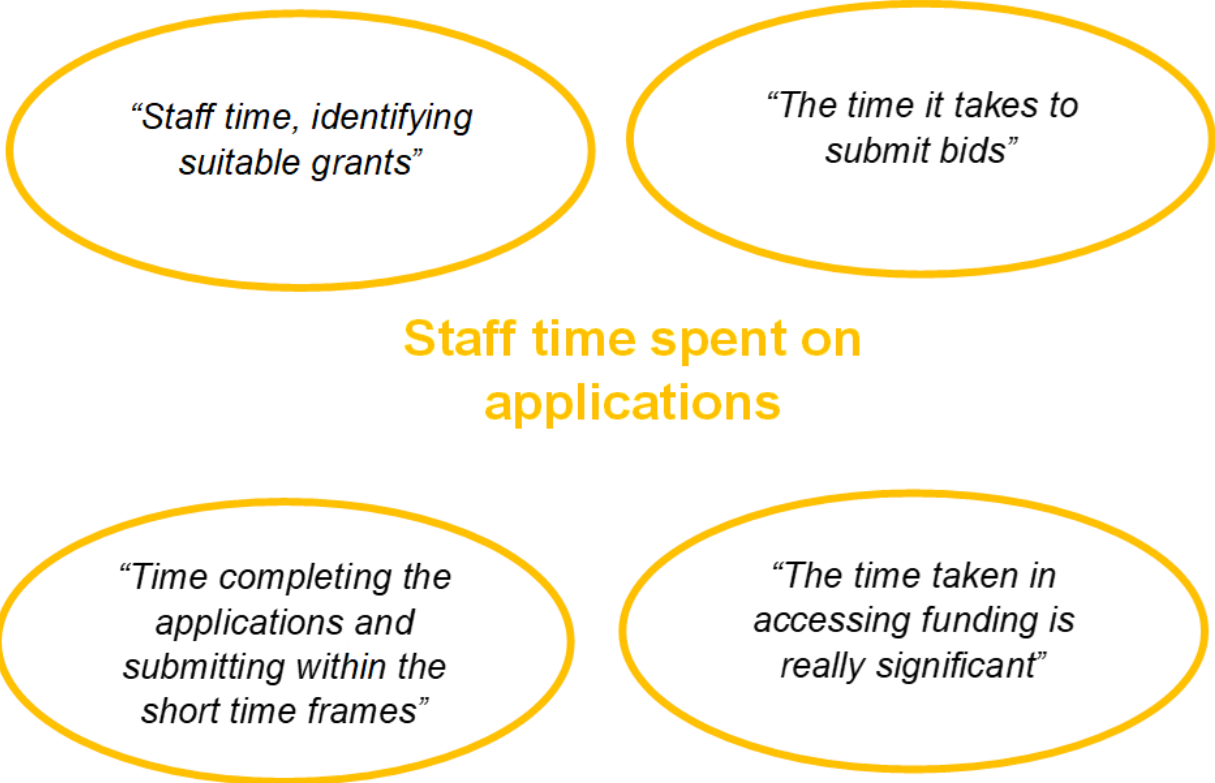 “Staff time, identifying
suitable grants”
“The time it takes to
submit bids”
Staff time spent on
applications
“Time completing the
applications and
submitting within the
short time frames”
“The time taken in
accessing funding is
really significant”